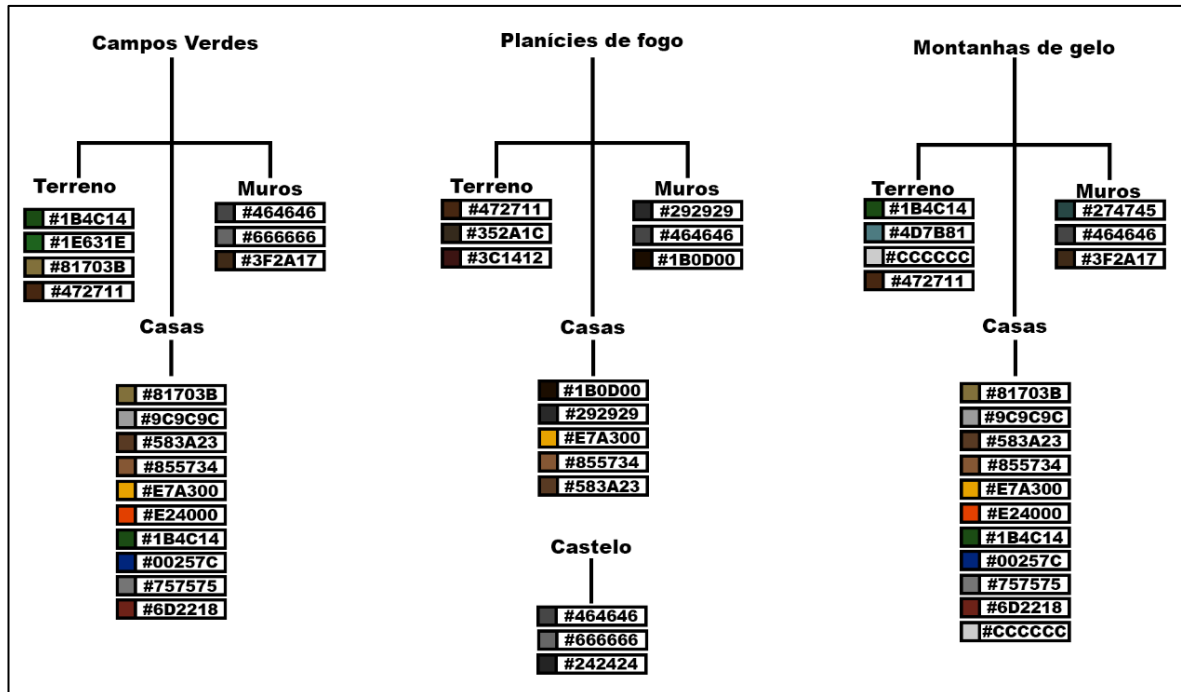 Campos Verdes
Terreno
#1B4C14
#1E631E
#81703B
#472711
Muros
#464646
#666666
#3F2A17
Casas
#81703B
#9C9C9C
#583A23
#855734
#E7A300
#E24000
#1B4C14
#00257C
#757575
#6D2218
Planícies de fogo
Terreno
#472711
#352A1C
#3C1412
Muros
#292929
#464646
#1B0D00
Casas
#1B0D00
#292929
#E7A300
#855734
#583A23
Castelo
#464646
#666666
#242424
Montanhas de gelo
Terreno
#1B4C14
#4D7B81
#CCCCCC
#472711
Muros
#274745
#464646
#3F2A17
Casas
#81703B
#9C9C9C
#583A23
#855734
#E7A300
#E24000
#1B4C14
#00257C
#757575
#6D2218
#CCCCCC